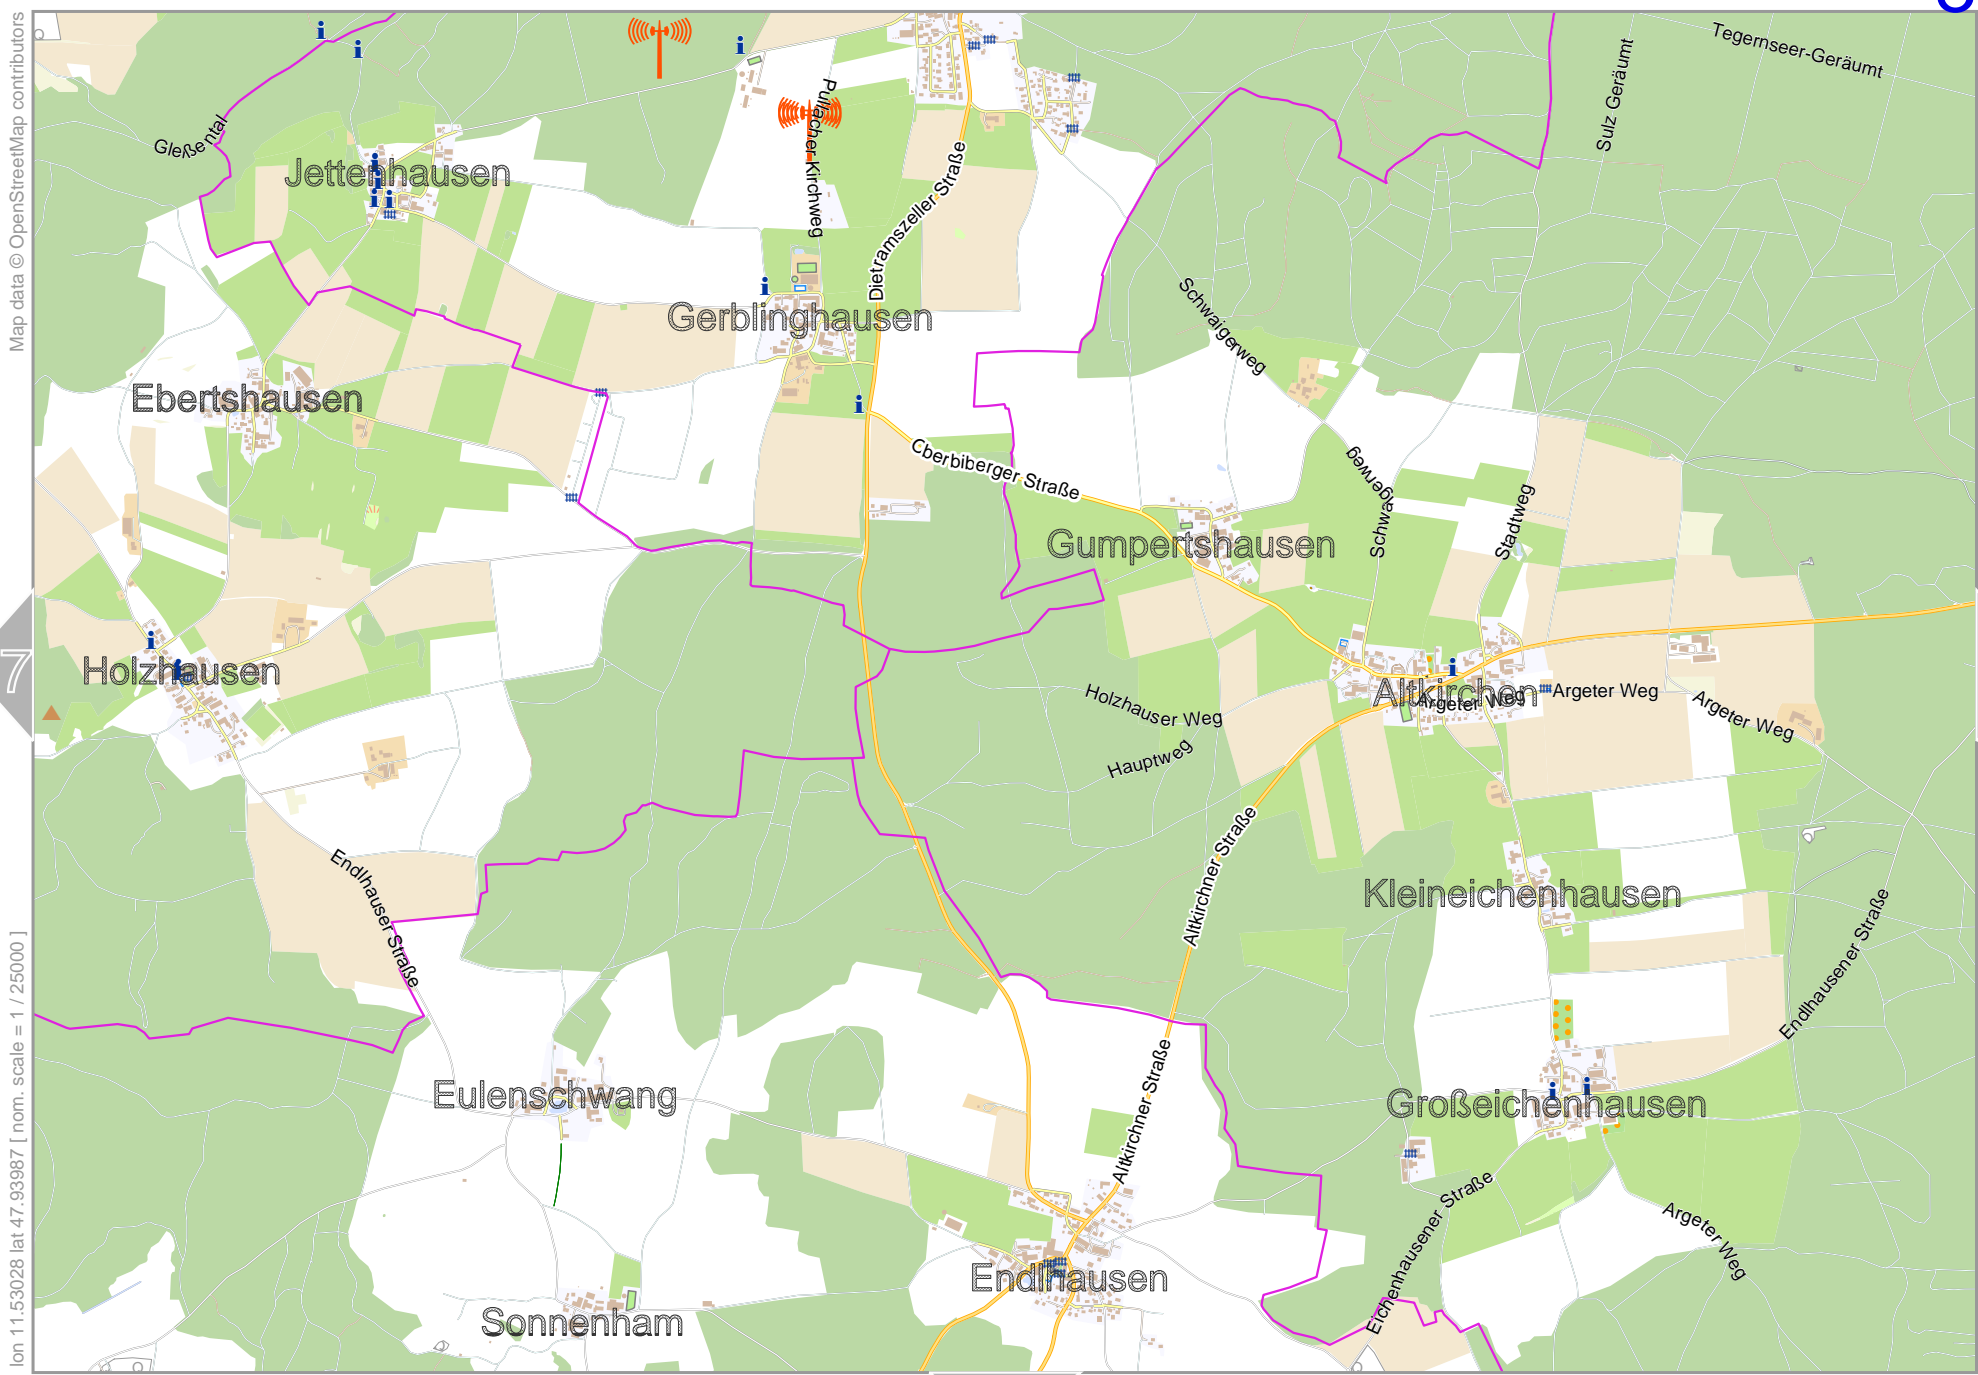 Map data © OpenStreetMap contributors
Tegernseer-Geräumt
Sulz Geräumt
Gleßental
Jettenhausen
Pullacher Kirchweg
Dietramszeller Straße
Gerblinghausen
Schwaigerweg
Ebertshausen
Cberbiberger Straße
Schwaigerweg
Stadtweg
Gumpertshausen
7
Holzhausen
Altkirchen
Argeter Weg
Argeter Weg
Argeter Weg
Holzhauser Weg
Hauptweg
Altkirchner Straße
Endlhauser Straße
Kleineichenhausen
Endlhausener Straße
Eulenschwang
Altkirchner Straße
Großeichenhausen
Eichenhausener Straße
Argeter Weg
Endlhausen
Sonnenham
lon 11.53028 lat 47.93987 [ nom. scale = 1 / 25000 ]